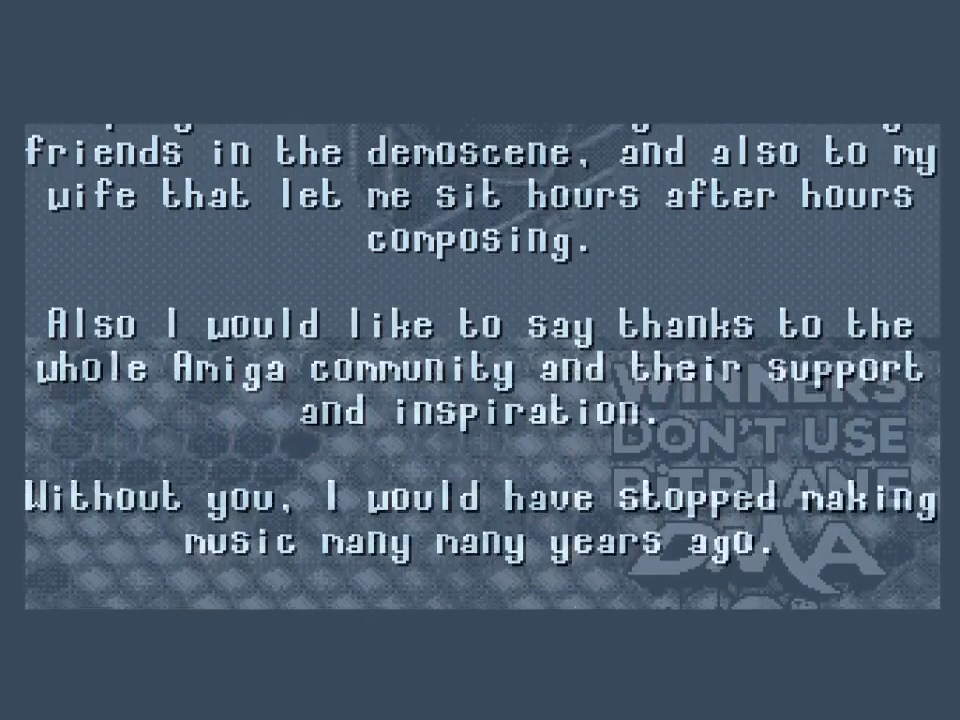 friends in the demoscene, and also to my
wife that let me sit hours after hours
composing.
Also I would like to say thanks to the
whole Amiga community and their support
and inspiration.
Without you, I would have stopped making
music many many years ago.
WINNERS
DON'T USE
BITPLANE
DMA